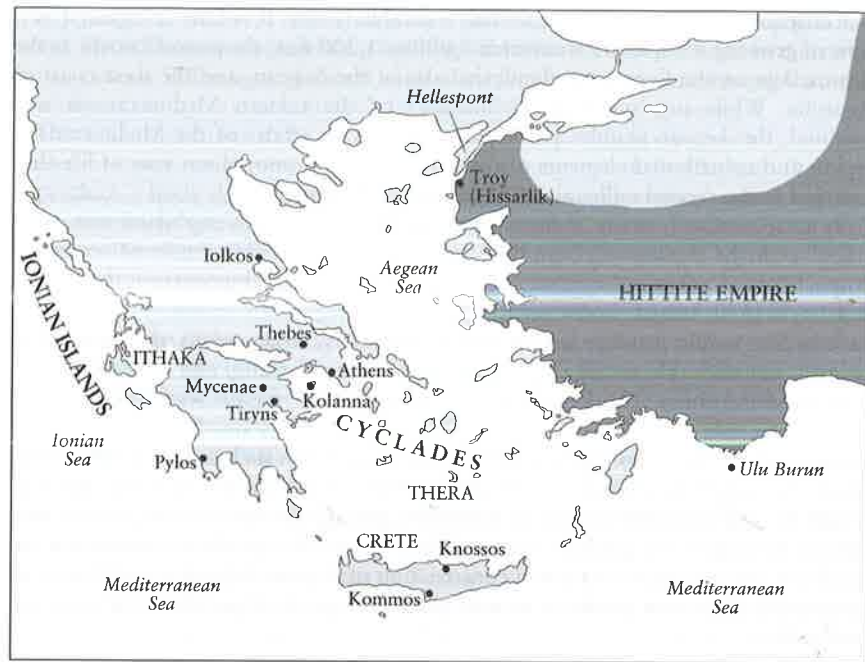 Hellespont
Troy
(Hissarlik)
Iolkos
Aegean
Sea
IONIAN ISLANDS
HITTITE EMPIRE
Thebes
ITHAKA
Athens
Mycenae
Kolanna
Tiryns
CYCLADES
Ionian
Sea
Pylos
Ulu Burun
THERA
CRETE
Knossos
Mediterranean
Sea
Kommos
Mediterranean
Sea